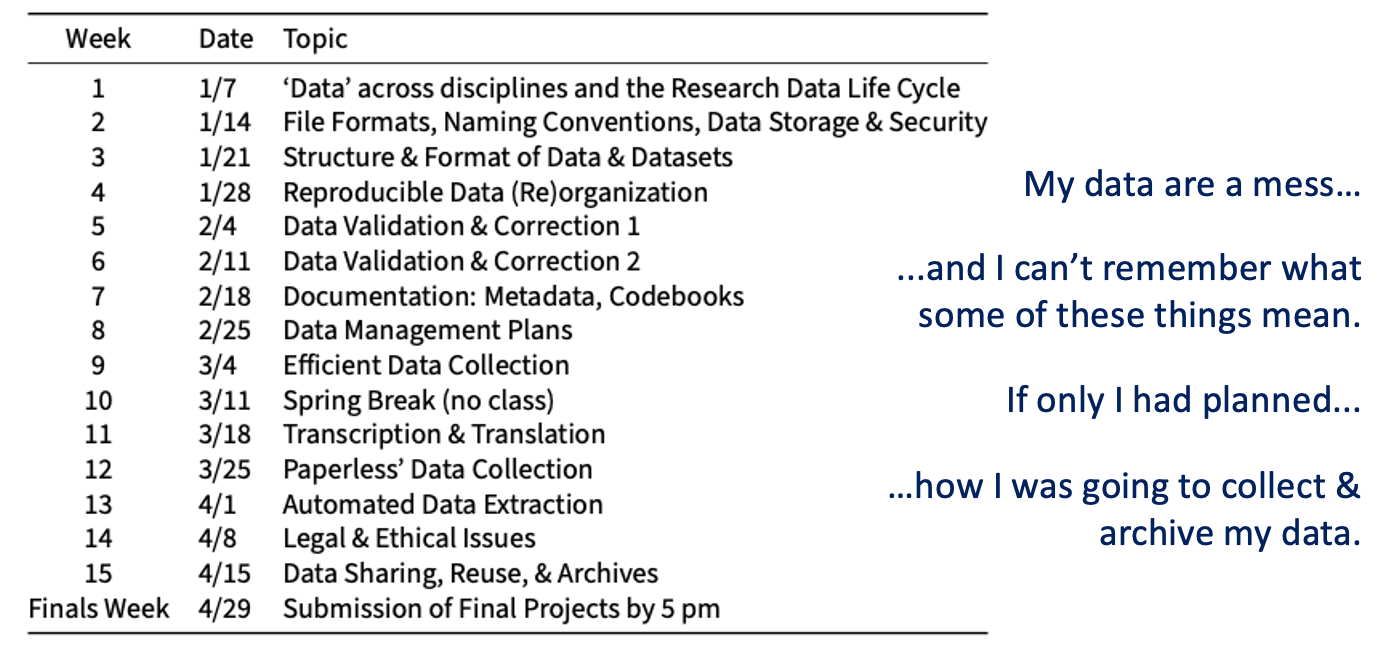 Week Date Topic
1 1/7 ‘Data’ across disciplines and the Research Data Life Cycle
2 1/14 File Formats, Naming Conventions, Data Storage & Security
3 1/21 Structure & Format of Data & Datasets
4 1/28 Reproducible Data (Re)organization
5 2/4 Data Validation & Correction 1
6 2/11 Data Validation & Correction 2
7 2/18 Documentation: Metadata, Codebooks
8 2/25 Data Management Plans
9 3/4 Efficient Data Collection
10 3/11 Spring Break (no class)
11 3/18 Transcription & Translation
12 3/25 Paperless’ Data Collection
13 4/1 Automated Data Extraction
14 4/8 Legal & Ethical Issues
15 4/15 Data Sharing, Reuse, & Archives
Finals Week 4/29 Submission of Final Projects by 5 pm
My data are a mess…
...and I can’t remember what
some of these things mean.
If only I had planned...
…how I was going to collect &
archive my data.